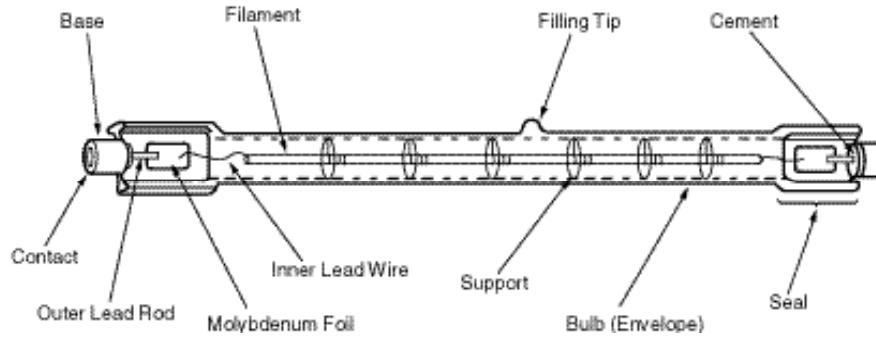 Base
Filament
Filling Tip
Cement
Contact
Inner Lead Wire
Support
Seal
Outer Lead Rod
Molybdenum Foil
Bulb (Envelope)